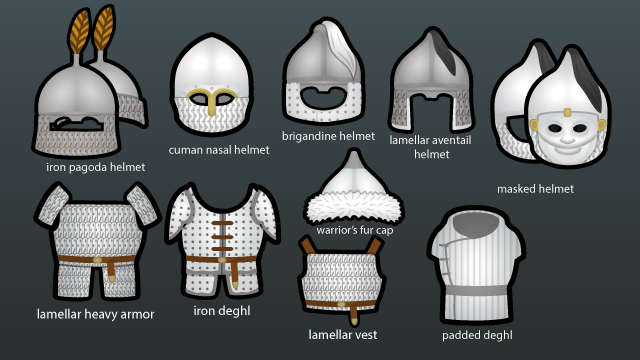 iron pagoda helmet
cuman nasal helmet
brigandine helmet
lamellar aventail
helmet
masked helmet
warrior's fur cap
lamellar heavy armor
iron deghl
lamellar vest
padded deghl